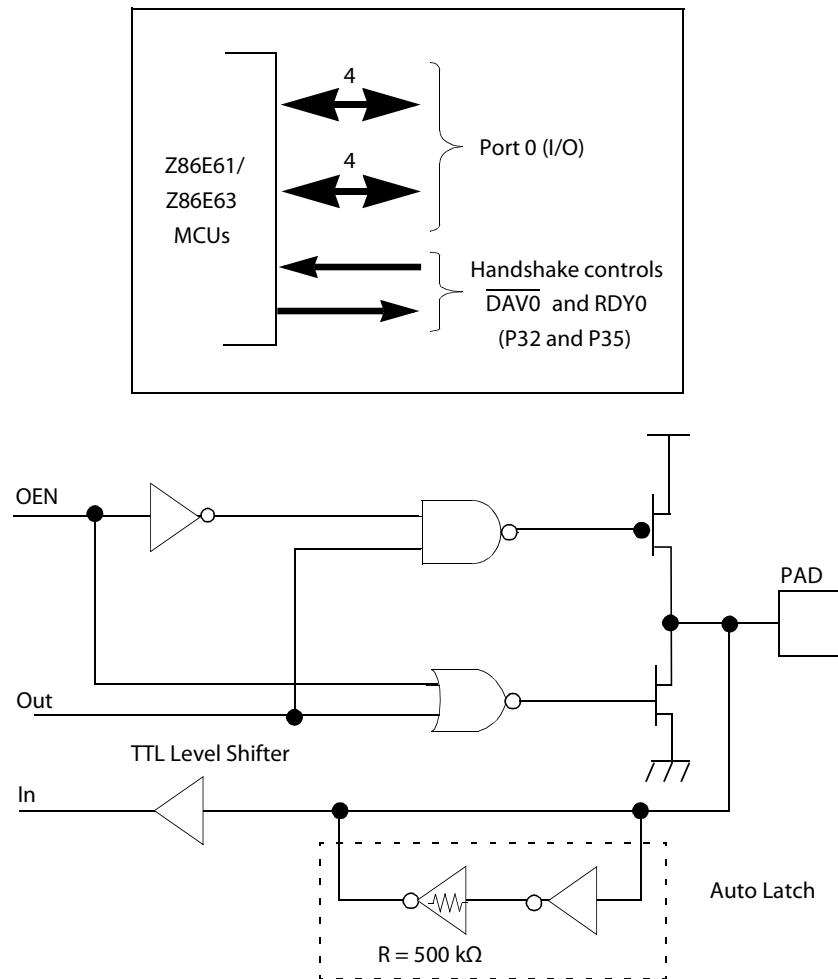 4
Z86E61/
Z86E63
MCUs
4
Port 0 (I/O)
Handshake controls
D̅A̅V̅0̅ and RDY0
(P32 and P35)
OEN
PAD
Out
TTL Level Shifter
In
Auto Latch
R = 500 kΩ